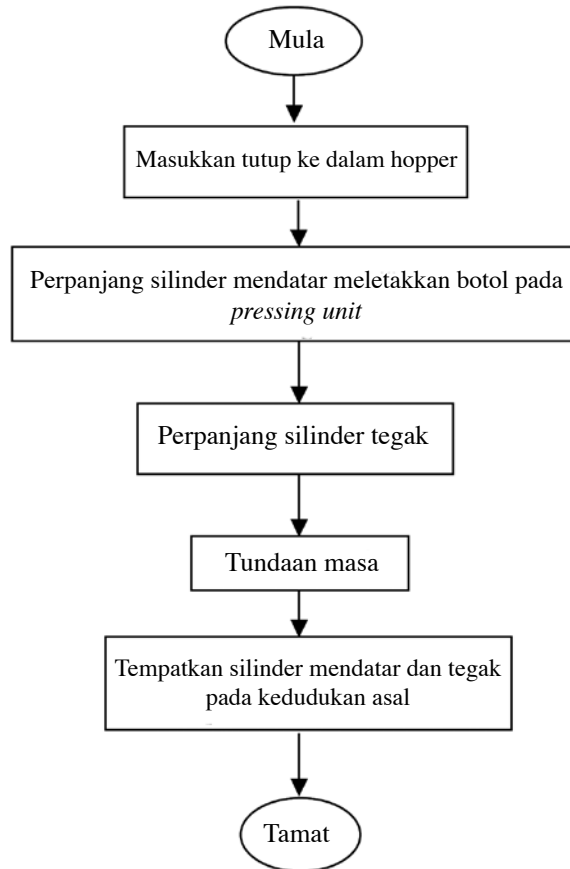 Mula
Masukkan tutup ke dalam hopper
Perpanjang silinder mendatar meletakkan botol pada
pressing unit
Perpanjang silinder tegak
Tundaan masa
Tempatkan silinder mendatar dan tegak
pada kedudukan asal
Tamat